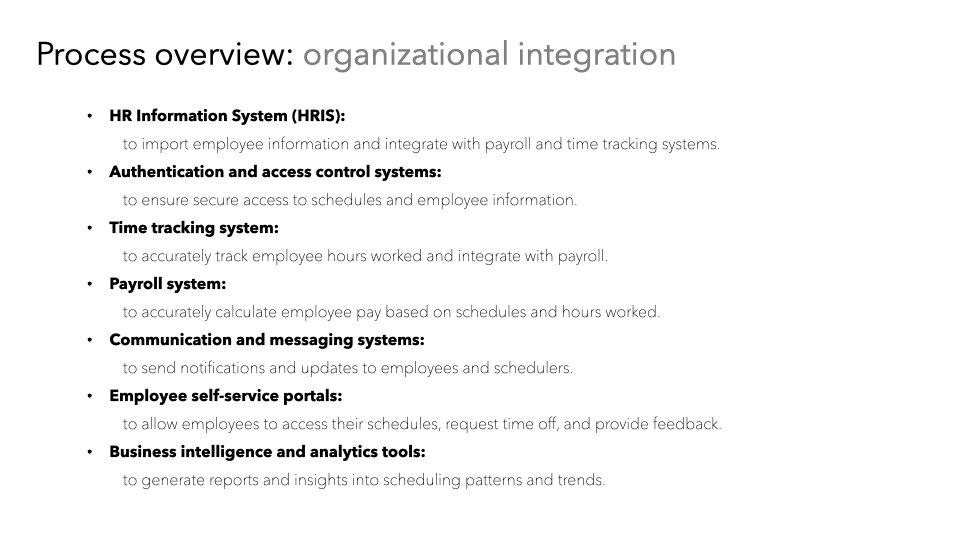 Process overview: organizational integration
• HR Information System (HRIS):
to import employee information and integrate with payroll and time tracking systems.
• Authentication and access control systems:
to ensure secure access to schedules and employee information.
• Time tracking system:
to accurately track employee hours worked and integrate with payroll.
• Payroll system:
to accurately calculate employee pay based on schedules and hours worked.
• Communication and messaging systems:
to send notifications and updates to employees and schedulers.
• Employee self-service portals:
to allow employees to access their schedules, request time off, and provide feedback.
• Business intelligence and analytics tools:
to generate reports and insights into scheduling patterns and trends.